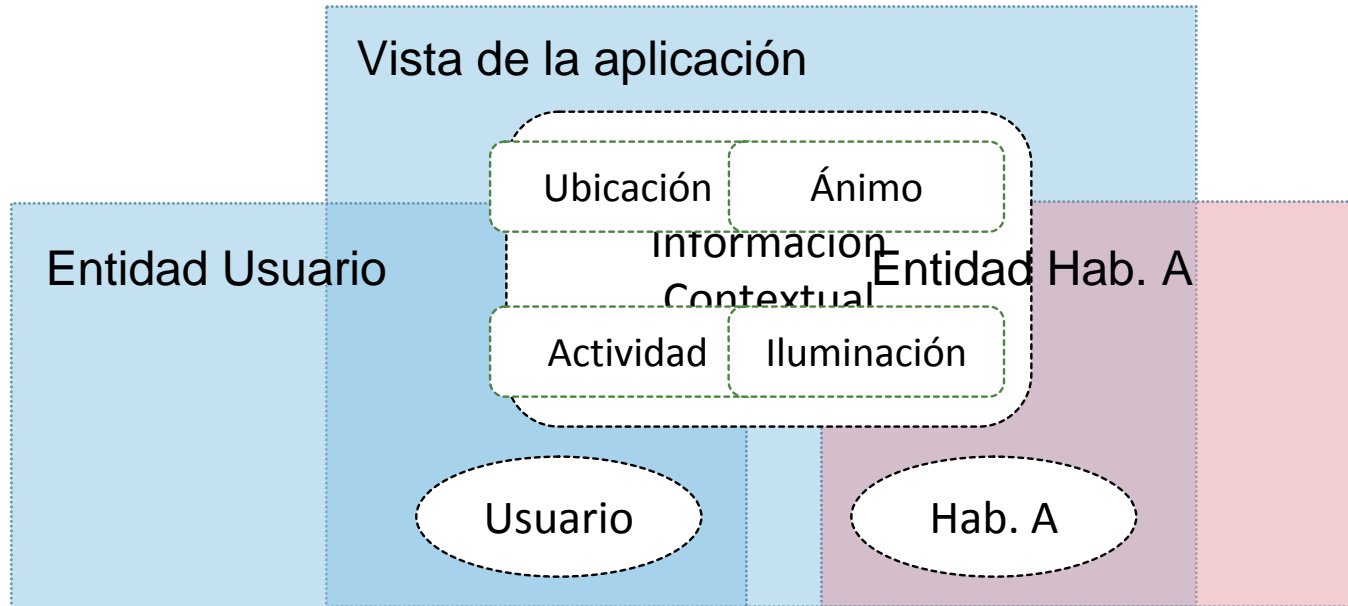 Vista de la aplicación
Ubicación
Ánimo
Información
Contextual
Entidad Usuario
Entidad Hab. A
Actividad
Iluminación
Usuario
Hab. A